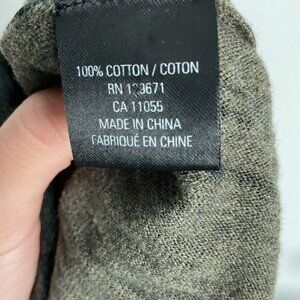 100% COTTON / COTON
RN
CA 11055
MADE IN CHINA
FABRIQUÉ EN CHINE